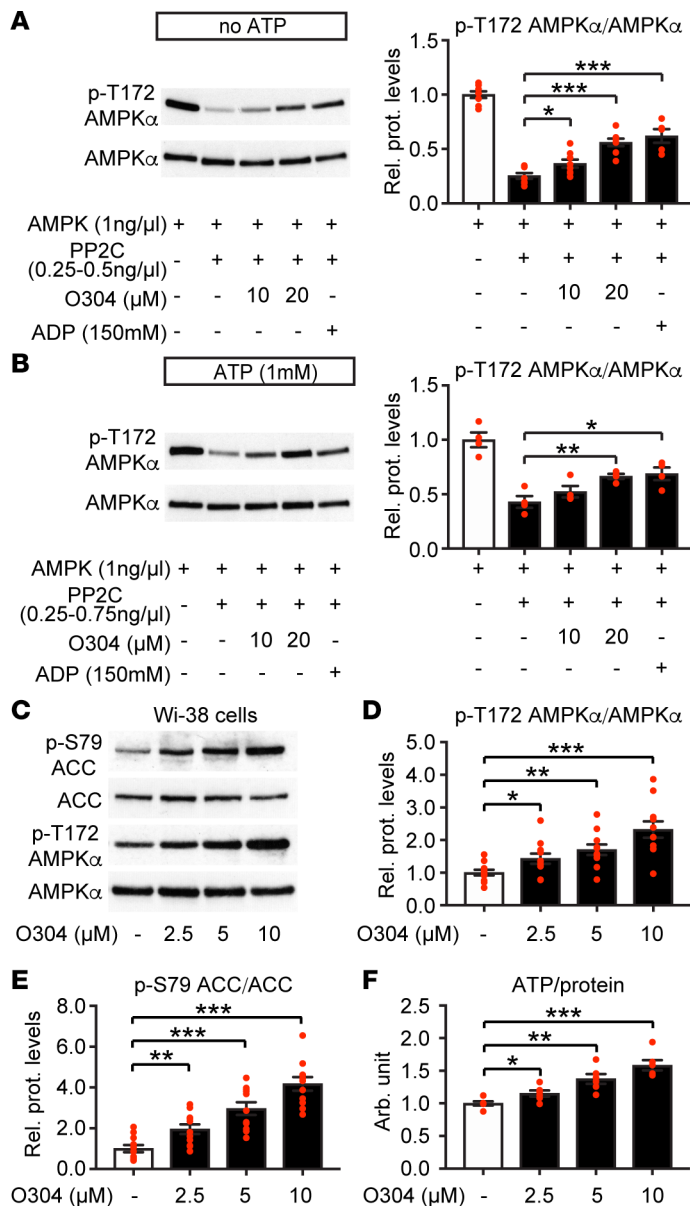 A
no ATP
p-T172
AMPKα
AMPKα
AMPK (1ng/µl) + + + + +
PP2C
(0.25-0.5ng/µl) - + + + +
O304 (µM) - - 10 20 -
ADP (150mM) - - - - +
p-T172 AMPKα/AMPKα
Rel. prot. levels
1.5
1.0
0.5
0.0
***
***
*
+ + + + +
- + + + +
- - 10 20 -
- - - - +
B
ATP (1mM)
p-T172
AMPKα
AMPKα
AMPK (1ng/µl) + + + + +
PP2C
(0.25-0.75ng/µl) - + + + +
O304 (µM) - - 10 20 -
ADP (150mM) - - - - +
p-T172 AMPKα/AMPKα
Rel. prot. levels
1.5
1.0
0.5
0.0
*
**
+ + + + +
- + + + +
- - 10 20 -
- - - - +
C
Wi-38 cells
p-S79
ACC
ACC
p-T172
AMPKα
AMPKα
O304 (µM) - 2.5 5 10
D
p-T172 AMPKα/AMPKα
Rel. prot. levels
5.0
4.0
3.0
2.0
1.0
0.0
***
**
*
O304 (µM) - 2.5 5 10
E
p-S79 ACC/ACC
Rel. prot. levels
8.0
6.0
4.0
2.0
0.0
***
***
**
O304 (µM) - 2.5 5 10
F
ATP/protein
Arb. unit
2.0
1.5
1.0
0.5
0.0
***
**
*
O304 (µM) - 2.5 5 10